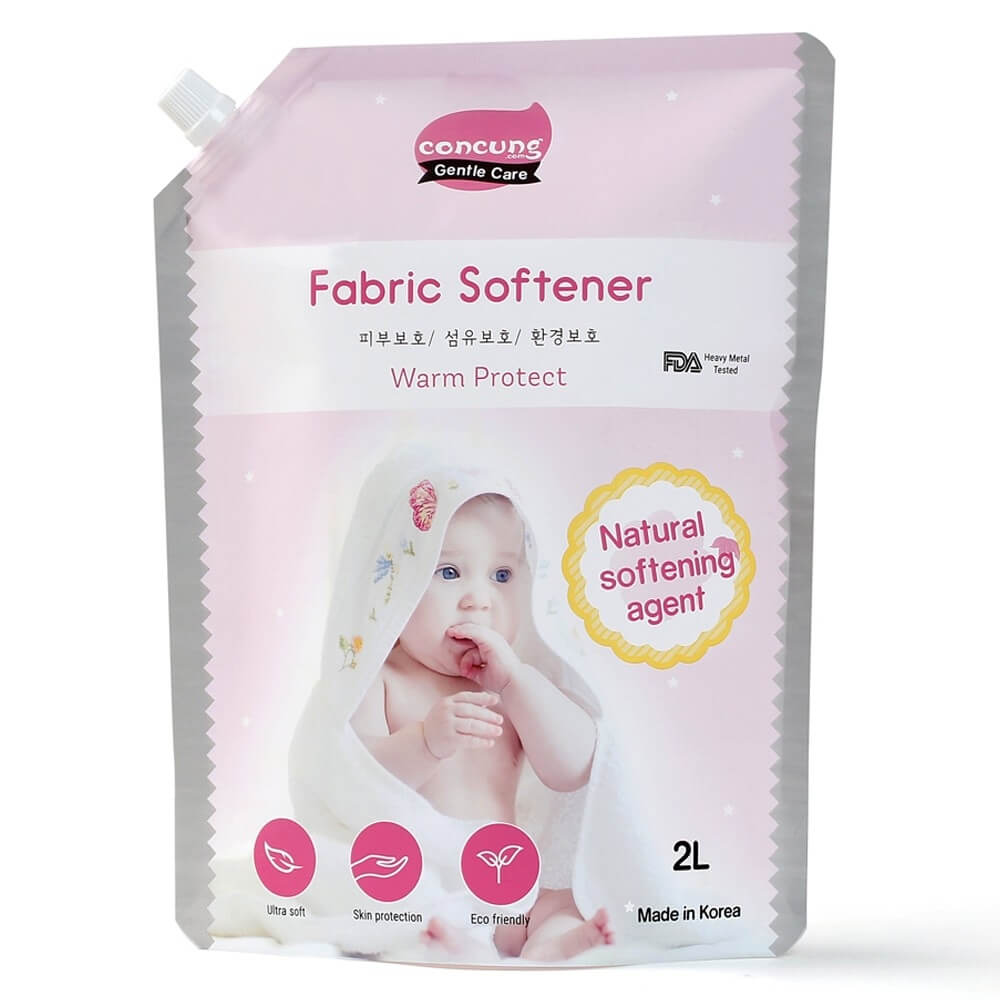 concung
.com
Gentle Care
Fabric Softener
피부보호/ 섬유보호/ 환경보호
Warm Protect
FDA Heavy Metal
Tested
Natural
softening
agent
2L
Ultra soft
Skin protection
Eco friendly
Made in Korea